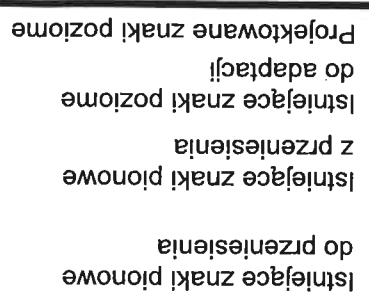 Istniejące znaki pionowe
do przeniesienia
Istniejące znaki pionowe
z przeniesienia
Istniejące znaki poziome
do adaptacji
Projektowane znaki poziome